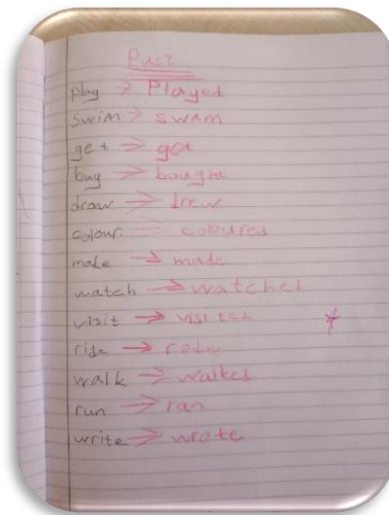 Past
play → Played
swim → swam
get → got
buy → bought
draw → drew
colour → coloured
make → made
watch → watched
visit → visited
ride → rode
walk → walked
run → ran
write → wrote